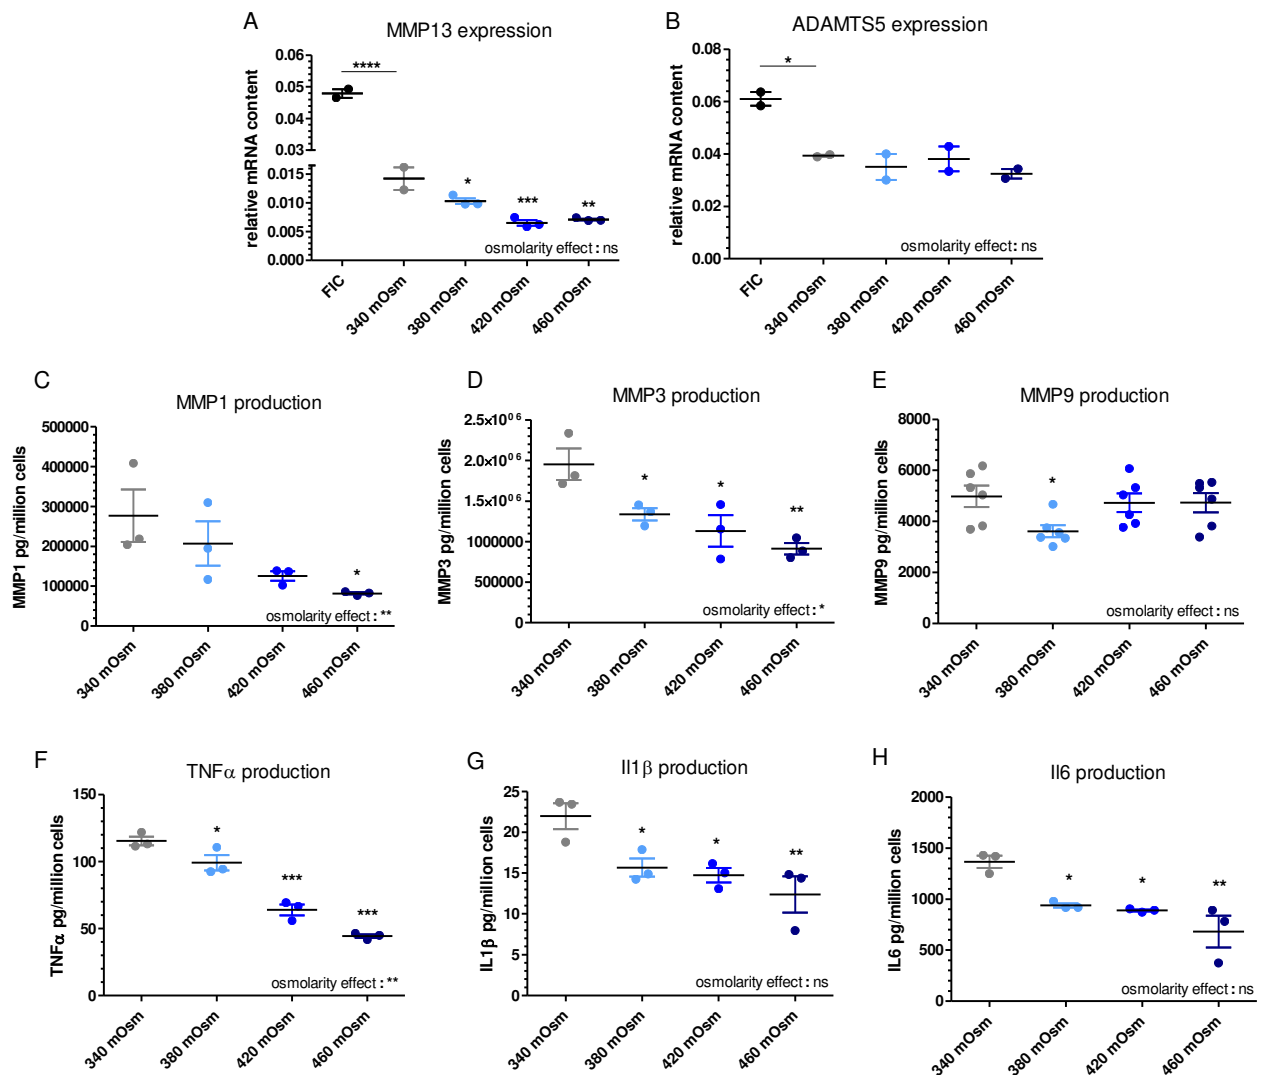 A
MMP13 expression
relative mRNA content
0.06
0.05
0.04
0.03
0.015
0.010
0.005
0.000
****
*
***
**
osmolarity effect : ns
FIC
340 mOsm
380 mOsm
420 mOsm
460 mOsm
B
ADAMTS5 expression
relative mRNA content
0.08
0.06
0.04
0.02
0.00
*
osmolarity effect : ns
FIC
340 mOsm
380 mOsm
420 mOsm
460 mOsm
C
MMP1 production
MMP1 pg/million cells
500000
400000
300000
200000
100000
0
*
osmolarity effect : **
340 mOsm
380 mOsm
420 mOsm
460 mOsm
D
MMP3 production
MMP3 pg/million cells
2.5×10⁰⁶
2.0×10⁰⁶
1.5×10⁰⁶
1000000
500000
0
*
*
**
osmolarity effect : *
340 mOsm
380 mOsm
420 mOsm
460 mOsm
E
MMP9 production
MMP9 pg/million cells
8000
6000
4000
2000
0
*
osmolarity effect : ns
340 mOsm
380 mOsm
420 mOsm
460 mOsm
F
TNFα production
TNFα pg/million cells
150
100
50
0
*
***
***
osmolarity effect : **
340 mOsm
380 mOsm
420 mOsm
460 mOsm
G
Il1β production
IL1β pg/million cells
25
20
15
10
5
0
*
*
**
osmolarity effect : ns
340 mOsm
380 mOsm
420 mOsm
460 mOsm
H
Il6 production
IL6 pg/million cells
2000
1500
1000
500
0
*
*
**
osmolarity effect : ns
340 mOsm
380 mOsm
420 mOsm
460 mOsm